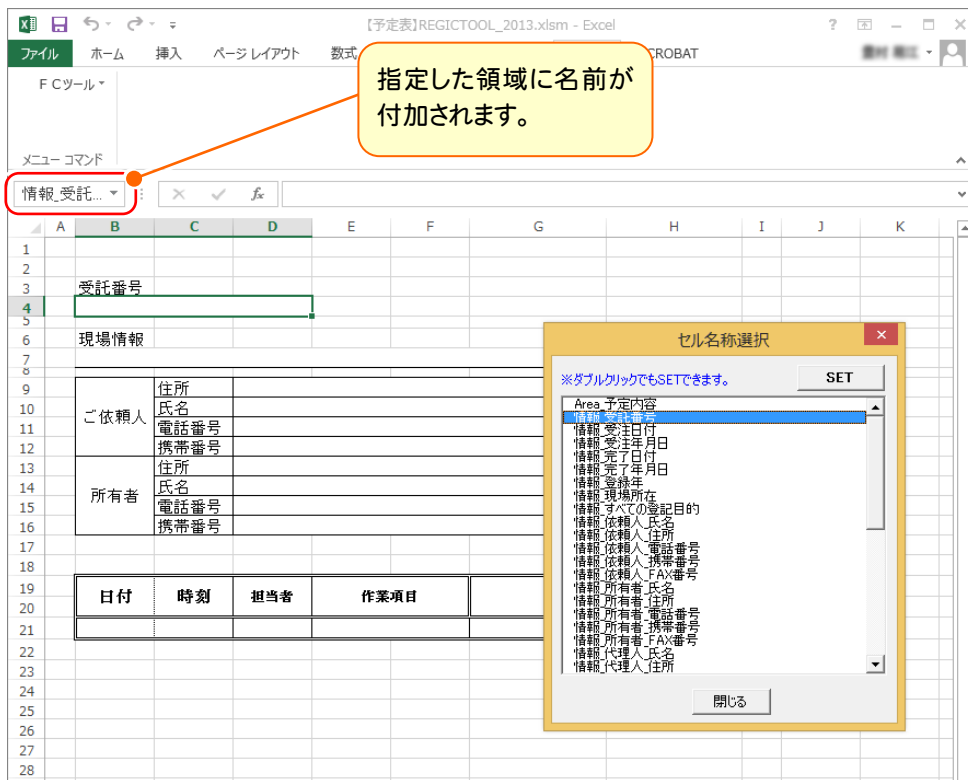 【予定表】REGICTOOL_2013.xlsm - Excel
?
ファイル ホーム 挿入 ページ レイアウト 数式 ACROBAT
指定した領域に名前が
付加されます。
ＦＣツール
メニュー コマンド
情報_受託... fx
A B C D E F G H I J K
1
2
3 受託番号
4
5
6 現場情報
7
8
9 住所
10 ご依頼人 氏名
11 電話番号
12 携帯番号
13 住所
14 所有者 氏名
15 電話番号
16 携帯番号
17
18
19 日付 時刻 担当者 作業項目
20
21
22
23
24
25
26
27
28
セル名称選択
※ダブルクリックでもSETできます。 SET
Area_予定内容
情報_受託番号
情報_受注日付
情報_受注年月日
情報_完了日付
情報_完了年月日
情報_登録年
情報_現場所在
情報_すべての登記目的
情報_依頼人_氏名
情報_依頼人_住所
情報_依頼人_電話番号
情報_依頼人_携帯番号
情報_依頼人_FAX番号
情報_所有者_氏名
情報_所有者_住所
情報_所有者_電話番号
情報_所有者_携帯番号
情報_所有者_FAX番号
情報_代理人_氏名
情報_代理人_住所
閉じる